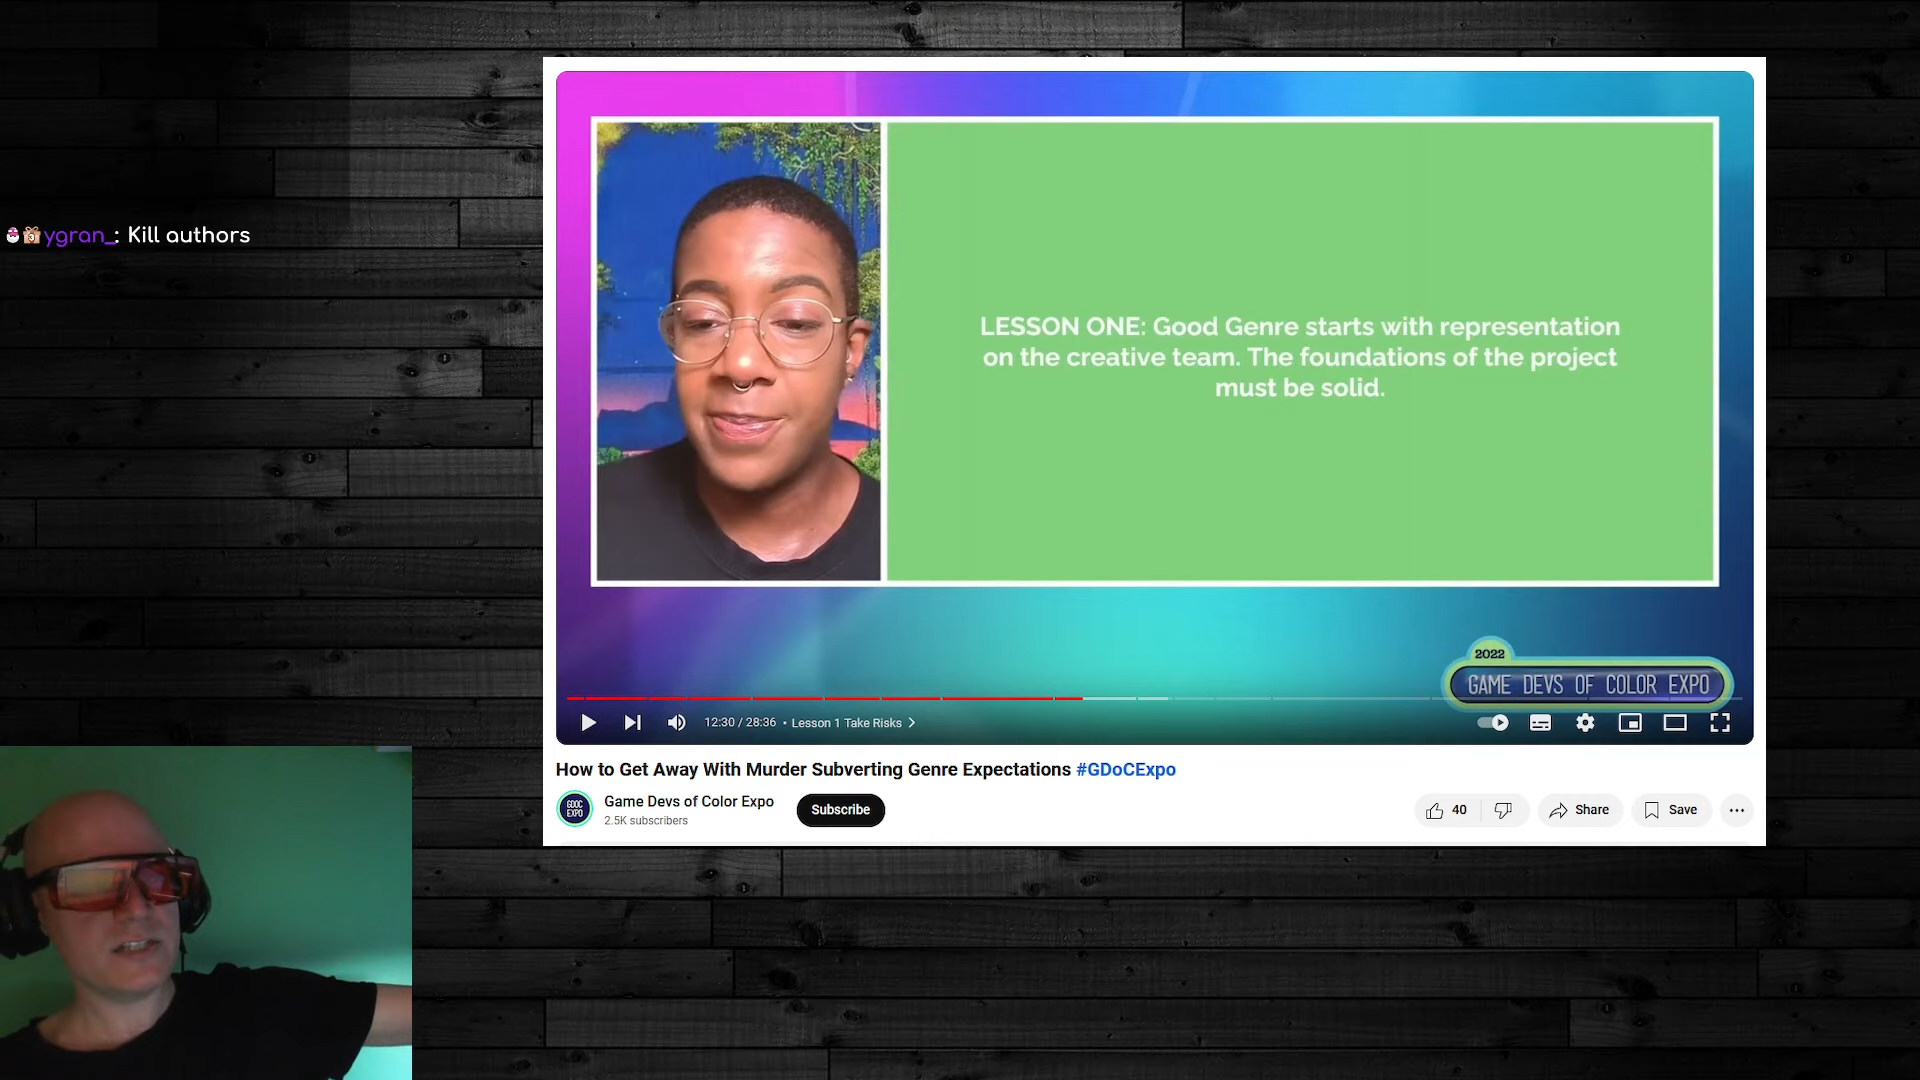 ygran_: Kill authors
LESSON ONE: Good Genre starts with representation
on the creative team. The foundations of the project
must be solid.
2022
GAME DEVS OF COLOR EXPO
12:30 / 28:36 • Lesson 1 Take Risks
How to Get Away With Murder Subverting Genre Expectations #GDoCExpo
GDOC
EXPO
Game Devs of Color Expo
2.5K subscribers
Subscribe
40
Share
Save